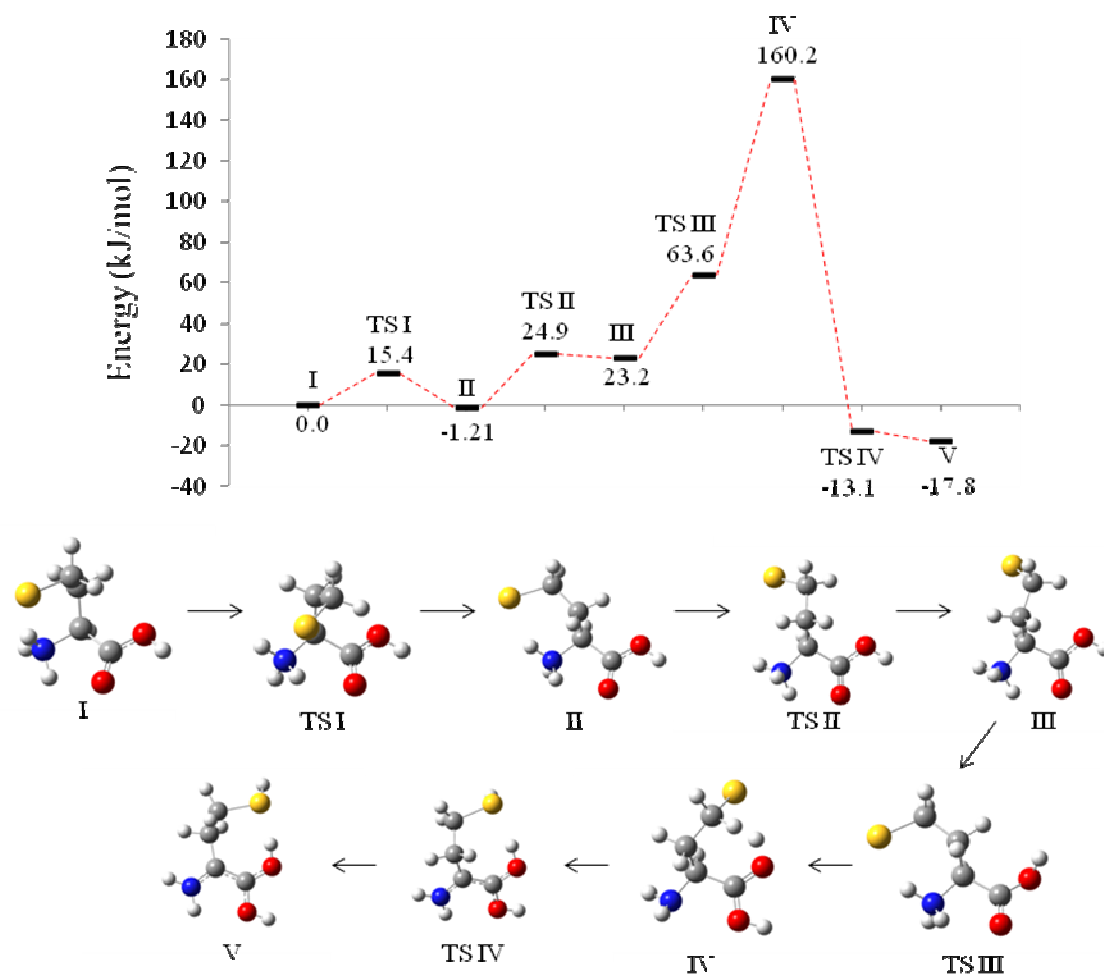 Energy (kJ/mol)
180
160
140
120
100
80
60
40
20
0
-20
-40
I
0.0
TS I
15.4
II
-1.21
TS II
24.9
III
23.2
TS III
63.6
IV
160.2
TS IV
-13.1
V
-17.8
I
TS I
II
TS II
III
V
TS IV
IV
TS III